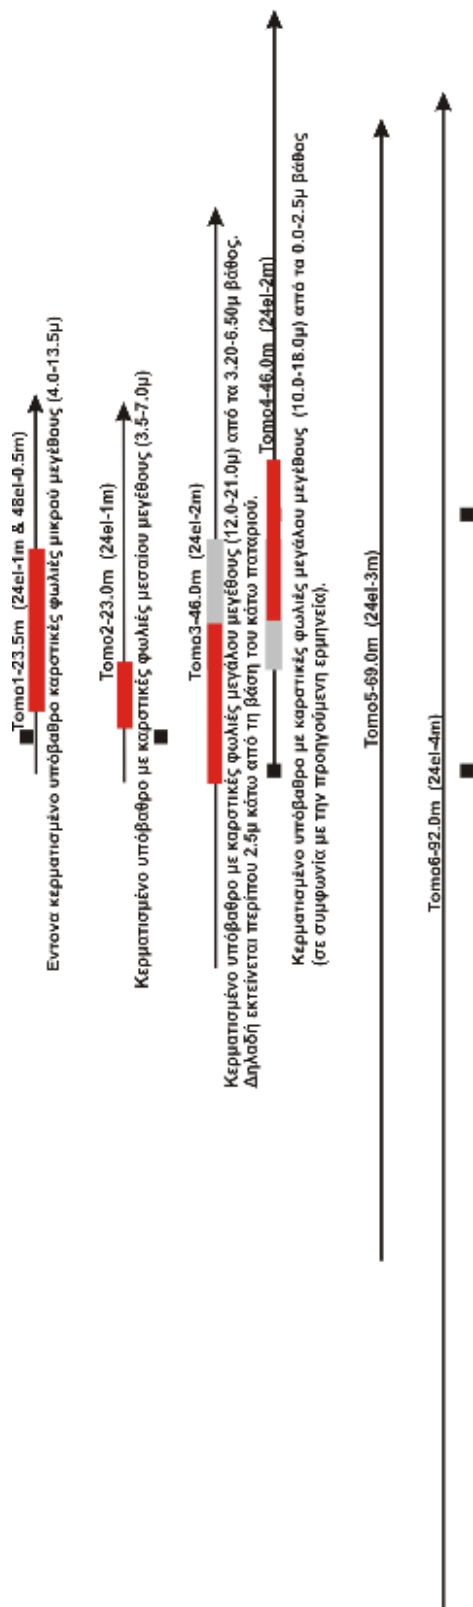 Tomo1-23.5m (24el-1m & 48el-0.5m)
Εντονα κερματισμένο υπόβαθρο καρστικές φωλιές μικρού μεγέθους (4.0-13.5μ)
Tomo2-23.0m (24el-1m)
Κερματισμένο υπόβαθρο με καρστικές φωλιές μεσαίου μεγέθους (3.5-7.0μ)
Tomo3-46.0m (24el-2m)
Κερματισμένο υπόβαθρο με καρστικές φωλιές μεγάλου μεγέθους (12.0-21.0μ) από τα 3.20-6.50μ βάθος.
Δηλαδή εκτείνεται περίπου 2.5μ κάτω από τη βάση του κάτω παταριού.
Tomo4-46.0m (24el-2m)
Κερματισμένο υπόβαθρο με καρστικές φωλιές μεγάλου μεγέθους (10.0-18.0μ) από τα 0.0-2.5μ βάθος
(σε συμφωνία με την προηγούμενη ερμηνεία).
Tomo5-69.0m (24el-3m)
Tomo6-92.0m (24el-4m)